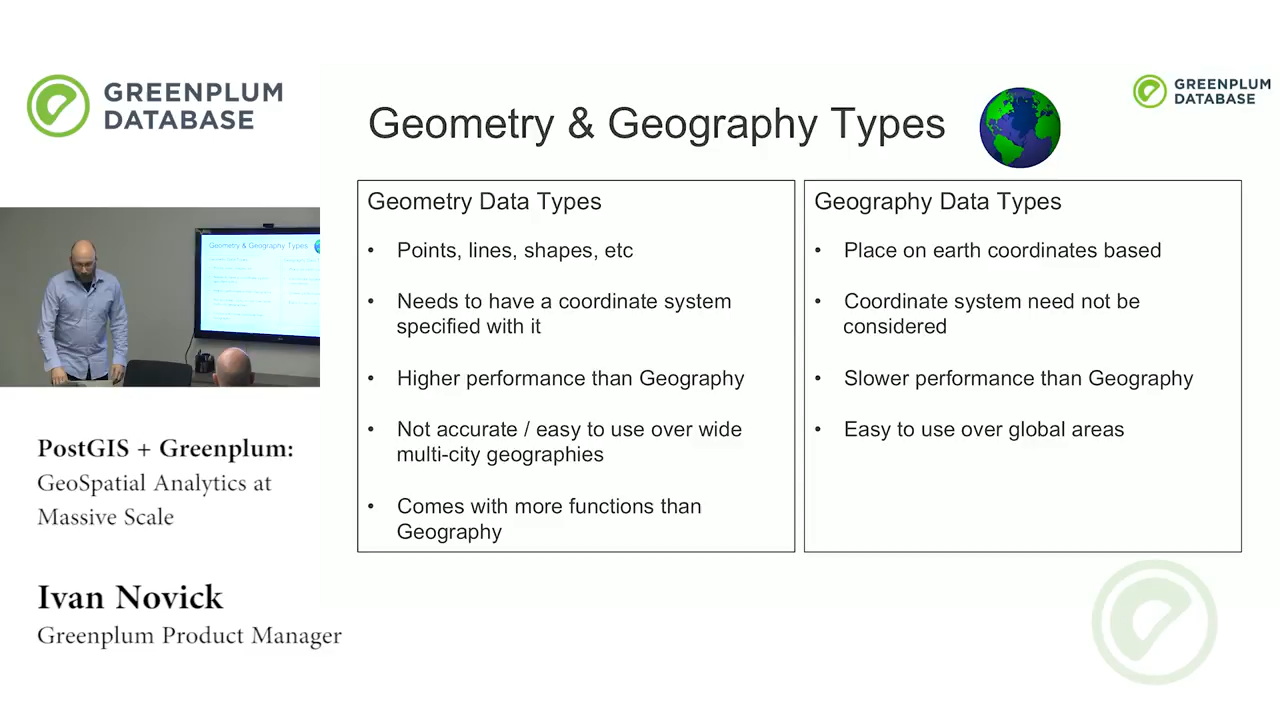 GREENPLUM
DATABASE
Geometry & Geography Types
GREENPLUM
DATABASE
Geometry Data Types
• Points, lines, shapes, etc
• Needs to have a coordinate system
specified with it
• Higher performance than Geography
• Not accurate / easy to use over wide
multi-city geographies
• Comes with more functions than
Geography
Geography Data Types
• Place on earth coordinates based
• Coordinate system need not be
considered
• Slower performance than Geography
• Easy to use over global areas
Geometry & Geography Types
PostGIS + Greenplum:
GeoSpatial Analytics at
Massive Scale
Ivan Novick
Greenplum Product Manager